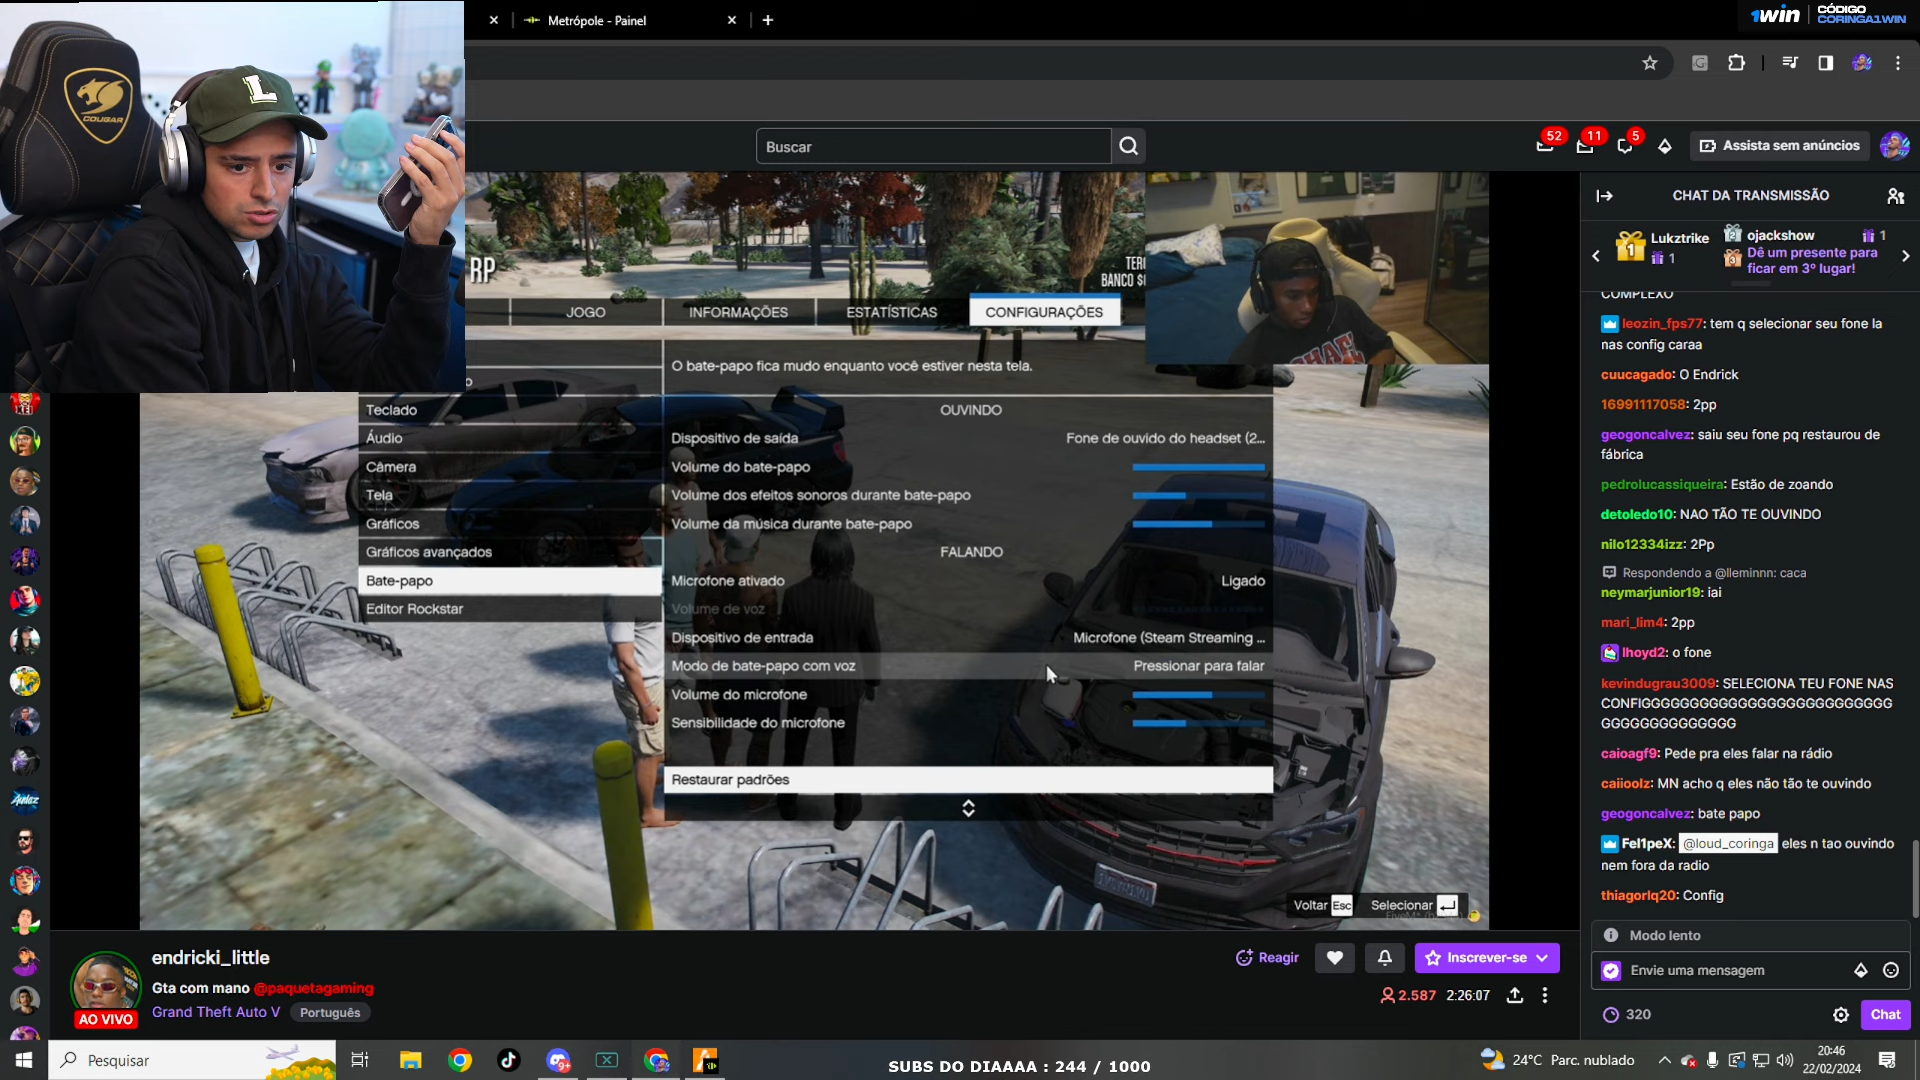 Metrópole - Painel
1win
CÓDIGO
CORINGA1WIN
COUGAR
L
Buscar
52
11
5
Assista sem anúncios
RP
JOGO
INFORMAÇÕES
ESTATÍSTICAS
CONFIGURAÇÕES
O bate-papo fica mudo enquanto você estiver nesta tela.
Teclado
Áudio
Câmera
Tela
Gráficos
Gráficos avançados
Bate-papo
Editor Rockstar
OUVINDO
Dispositivo de saída
Fone de ouvido do headset (2...
Volume do bate-papo
Volume dos efeitos sonoros durante bate-papo
Volume da música durante bate-papo
FALANDO
Microfone ativado
Ligado
Volume de voz
Dispositivo de entrada
Microfone (Steam Streaming ...
Modo de bate-papo com voz
Pressionar para falar
Volume do microfone
Sensibilidade do microfone
Restaurar padrões
Voltar Esc
Selecionar
CHAT DA TRANSMISSÃO
1
Lukztrike
1
ojackshow
1
Dê um presente para
ficar em 3º lugar!
COMPLEXO
leozin_fps77: tem q selecionar seu fone la
nas config caraa
cuucagado: O Endrick
16991117058: 2pp
geogoncalvez: saiu seu fone pq restaurou de
fábrica
pedrolucassiqueira: Estão de zoando
detoledo10: NAO TÃO TE OUVINDO
nilo12334izz: 2Pp
Respondendo a @lleminnn: caca
neymarjunior19: iai
mari_lim4: 2pp
lhoyd2: o fone
kevindugrau3009: SELECIONA TEU FONE NAS
CONFIGGGGGGGGGGGGGGGGGGGGGGGGGG
GGGGGGGGGGGGGG
caioagf9: Pede pra eles falar na rádio
caiioolz: MN acho q eles não tão te ouvindo
geogoncalvez: bate papo
Fel1peX: @loud_coringa eles n tao ouvindo
nem fora da radio
thiagorlq20: Config
Modo lento
Envie uma mensagem
320
Chat
endricki_little
Gta com mano @paquetagaming
Grand Theft Auto V
Português
AO VIVO
Reagir
Inscrever-se
2.587
2:26:07
Pesquisar
9+
SUBS DO DIAAAA : 244 / 1000
24°C Parc. nublado
20:46
22/02/2024